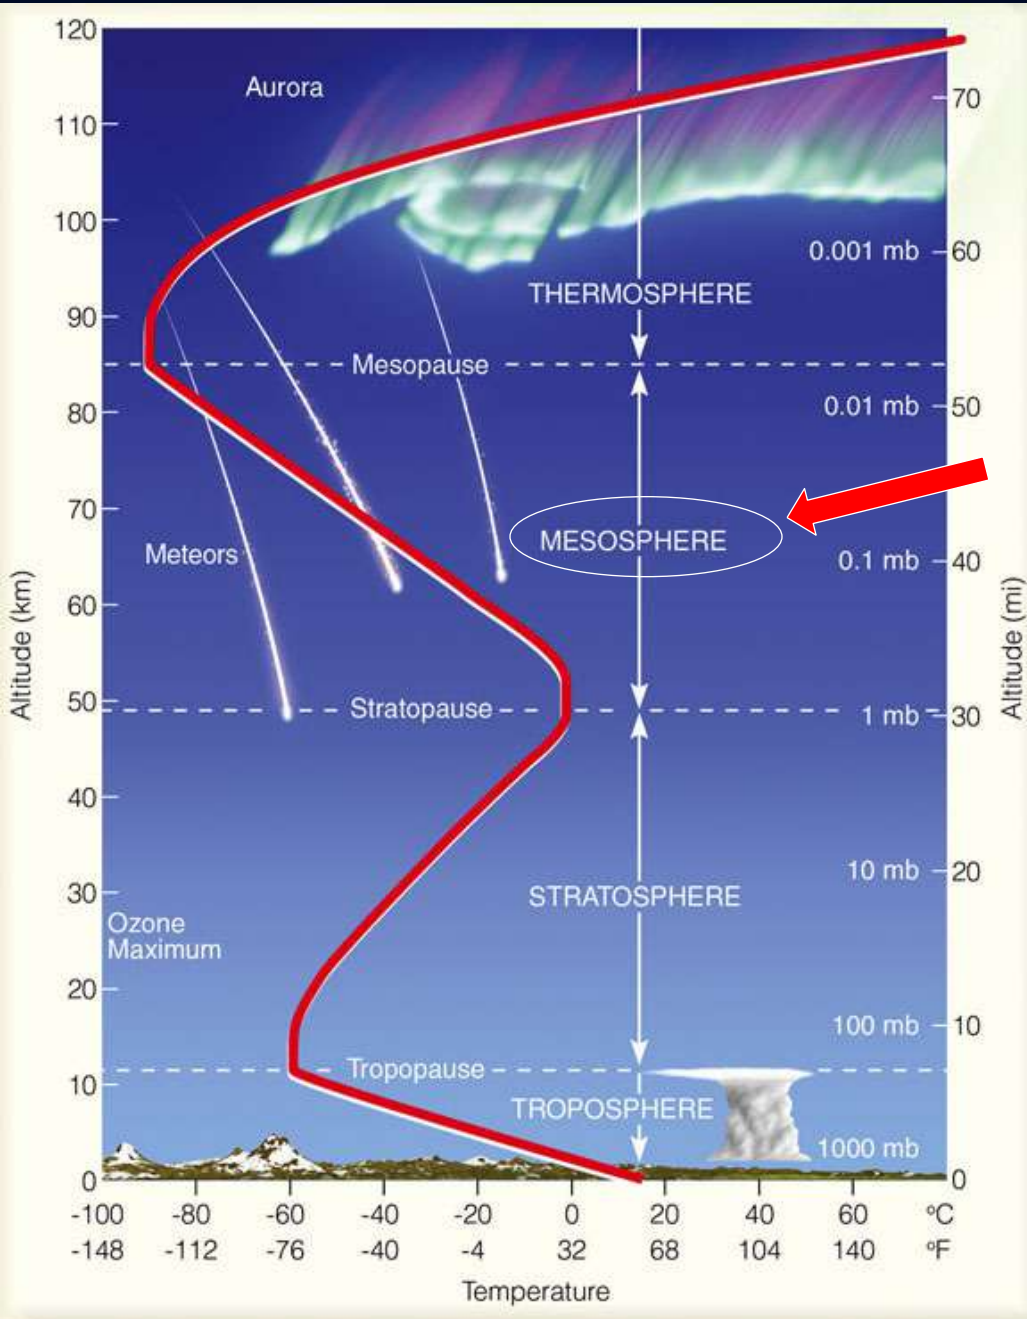 120
110
100
90
80
70
60
50
40
30
20
10
0
Altitude (km)
Aurora
THERMOSPHERE
0.001 mb
Mesopause
0.01 mb
MESOSPHERE
Meteors
0.1 mb
Stratopause
1 mb
10 mb
STRATOSPHERE
Ozone
Maximum
100 mb
Tropopause
TROPOSPHERE
1000 mb
70
60
50
40
30
20
10
0
Altitude (mi)
-100 -80 -60 -40 -20 0 20 40 60 ºC
-148 -112 -76 -40 -4 32 68 104 140 ºF
Temperature